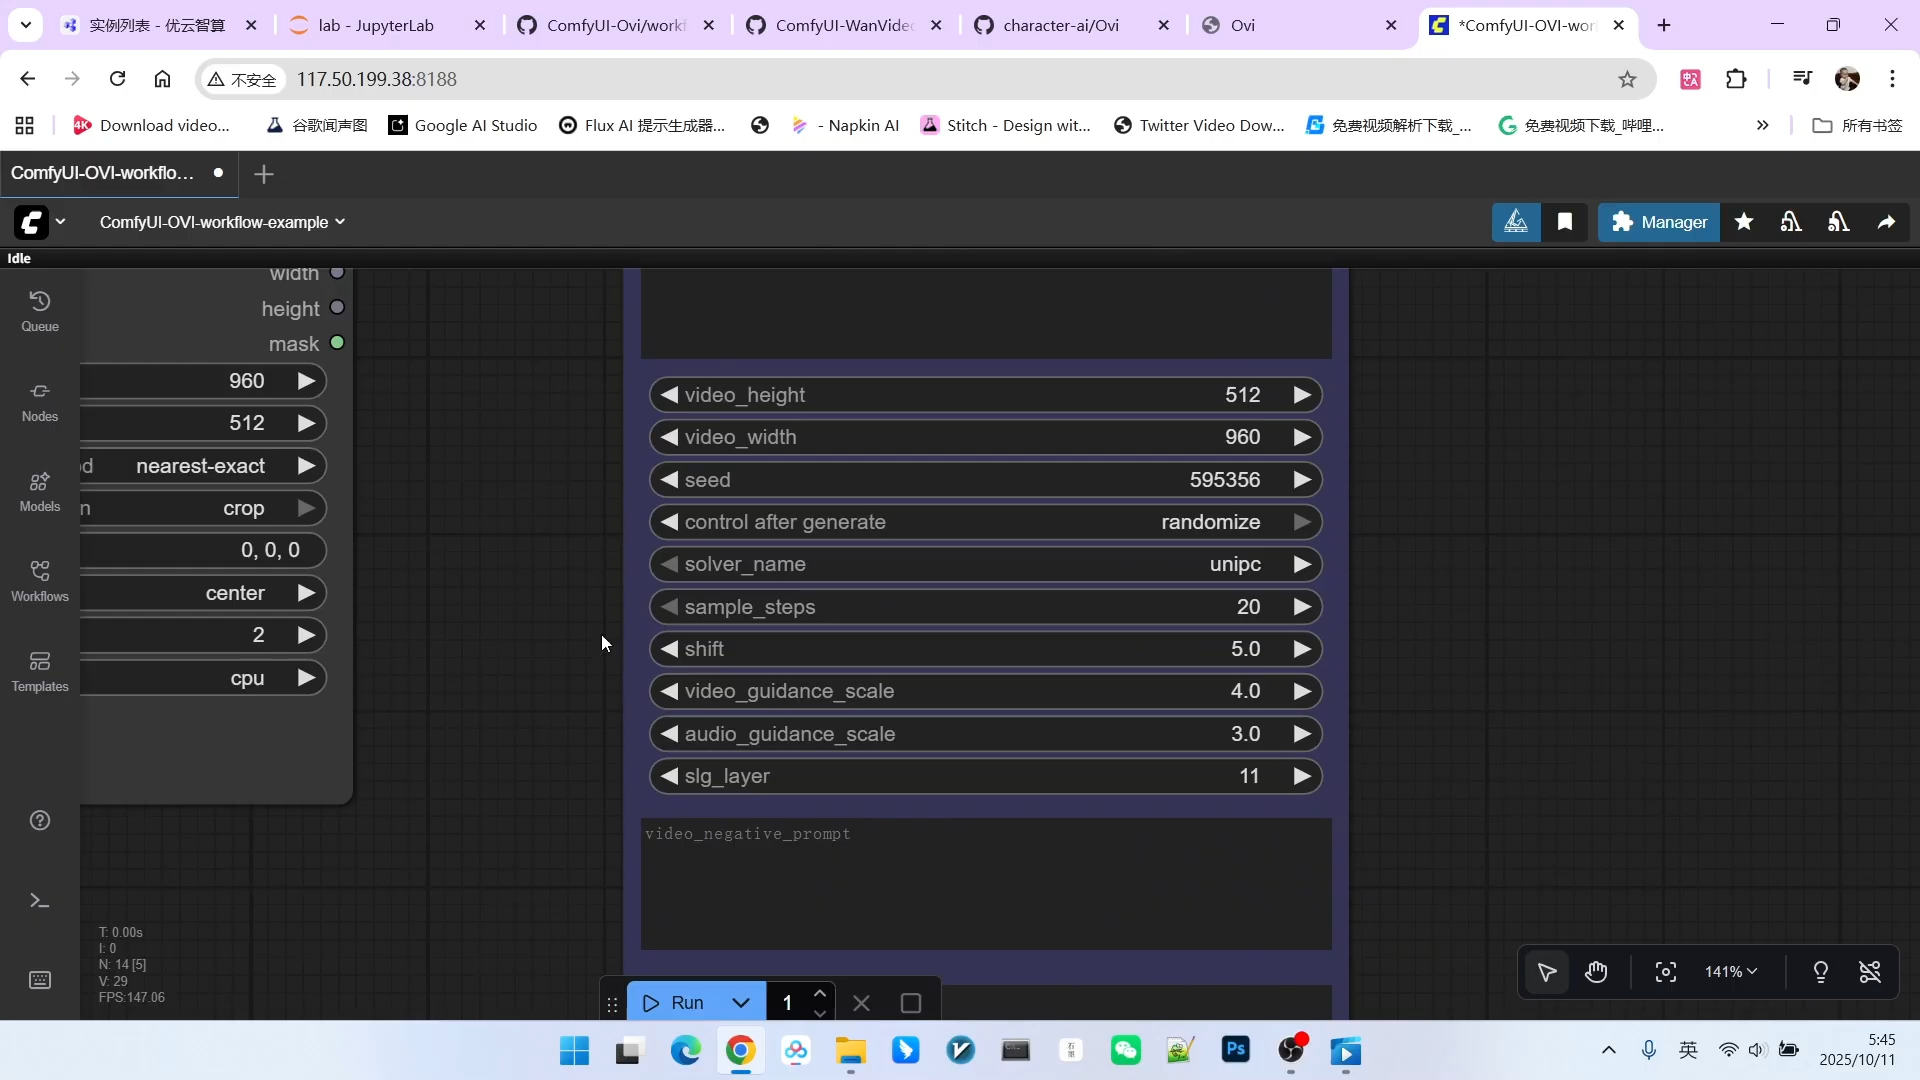 实例列表 - 优云智算
lab - JupyterLab
ComfyUI-Ovi/workf
ComfyUI-WanVideo
character-ai/Ovi
Ovi
*ComfyUI-OVI-wor
不安全
117.50.199.38:8188
Download video...
谷歌闻声图
Google AI Studio
Flux AI 提示生成器...
- Napkin AI
Stitch - Design wit...
Twitter Video Dow...
免费视频解析下载_...
免费视频下载_哔哩...
所有书签
ComfyUI-OVI-workflo...
ComfyUI-OVI-workflow-example
Manager
Idle
width
height
mask
960
512
od nearest-exact
n crop
0, 0, 0
center
2
cpu
Queue
Nodes
Models
Workflows
Templates
video_height 512
video_width 960
seed 595356
control after generate randomize
solver_name unipc
sample_steps 20
shift 5.0
video_guidance_scale 4.0
audio_guidance_scale 3.0
slg_layer 11
video_negative_prompt
T: 0.00s
I: 0
N: 14 [5]
V: 29
FPS:147.06
Run
1
141%
Ps
英
5:45
2025/10/11